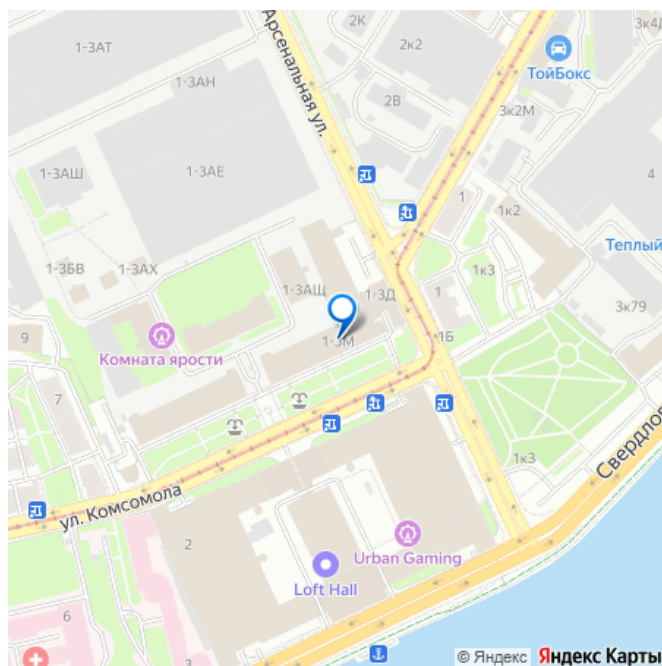 2К
3к4Д
1-3АТ
2к2
ТойБокс
Арсенальная ул.
1-3АН
2В
3к2М
1-3АШ
1-3АЕ
4
1
1к2
1-3БВ
1-3АХ
1к3
Теплый
1-3АЩ
1-3Д
1
3к79
1-3М
1Б
9
Комната ярости
7
1к3
Свердлов
ул. Комсомола
2
Urban Gaming
Loft Hall
6
3
© Яндекс Яндекс Карты